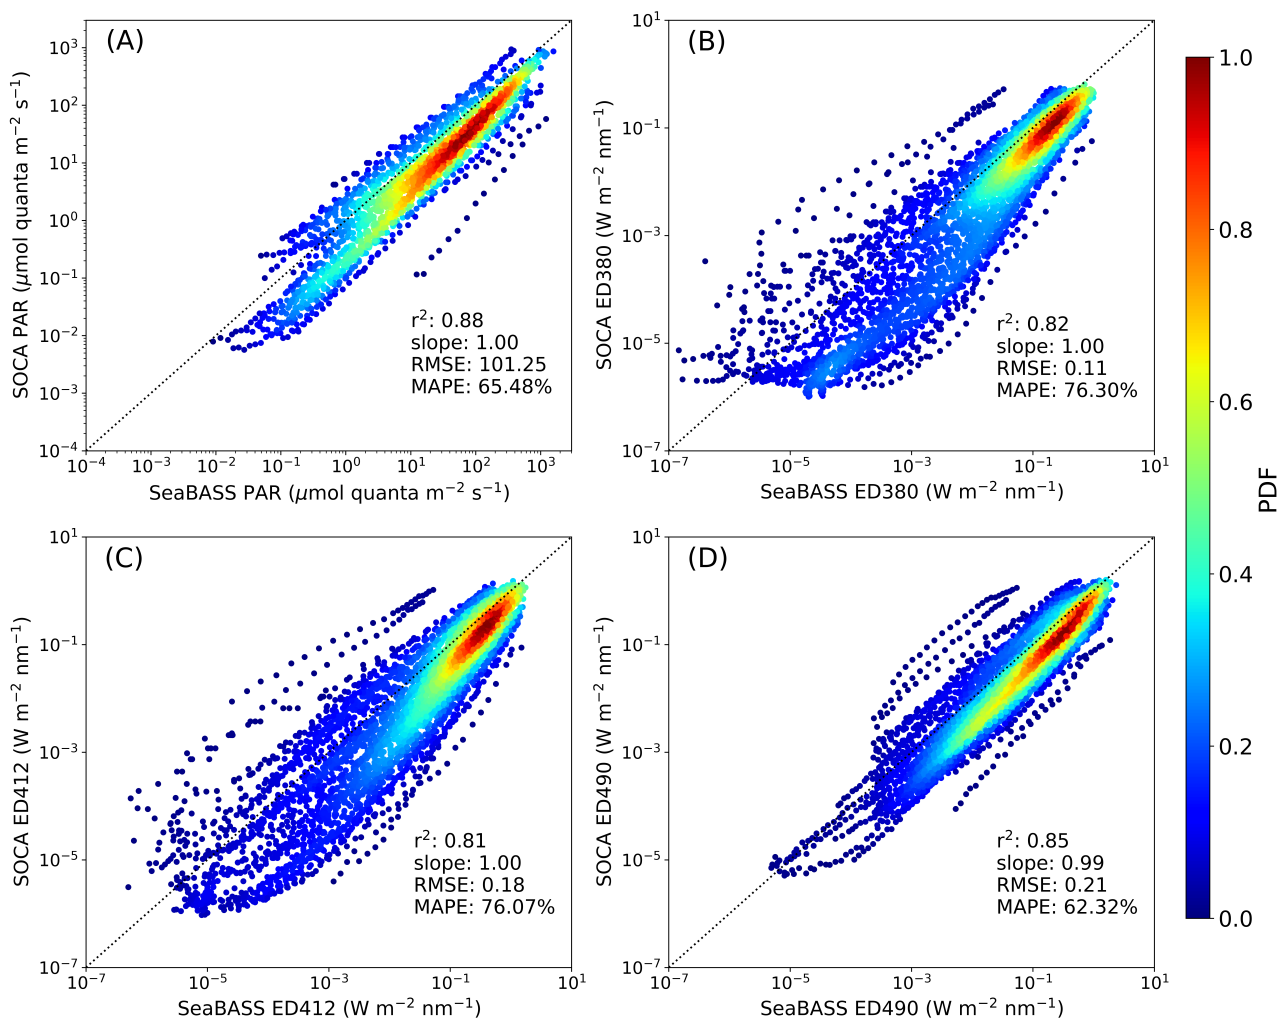 (A)
10³
10²
10¹
10⁰
10⁻¹
10⁻²
10⁻³
10⁻⁴
SOCA PAR (μmol quanta m⁻² s⁻¹)
r²: 0.88
slope: 1.00
RMSE: 101.25
MAPE: 65.48%
10⁻⁴ 10⁻³ 10⁻² 10⁻¹ 10⁰ 10¹ 10² 10³
SeaBASS PAR (μmol quanta m⁻² s⁻¹)
(B)
10¹
10⁻¹
10⁻³
10⁻⁵
10⁻⁷
SOCA ED380 (W m⁻² nm⁻¹)
r²: 0.82
slope: 1.00
RMSE: 0.11
MAPE: 76.30%
10⁻⁷ 10⁻⁵ 10⁻³ 10⁻¹ 10¹
SeaBASS ED380 (W m⁻² nm⁻¹)
(C)
10¹
10⁻¹
10⁻³
10⁻⁵
10⁻⁷
SOCA ED412 (W m⁻² nm⁻¹)
r²: 0.81
slope: 1.00
RMSE: 0.18
MAPE: 76.07%
10⁻⁷ 10⁻⁵ 10⁻³ 10⁻¹ 10¹
SeaBASS ED412 (W m⁻² nm⁻¹)
(D)
10¹
10⁻¹
10⁻³
10⁻⁵
10⁻⁷
SOCA ED490 (W m⁻² nm⁻¹)
r²: 0.85
slope: 0.99
RMSE: 0.21
MAPE: 62.32%
10⁻⁷ 10⁻⁵ 10⁻³ 10⁻¹ 10¹
SeaBASS ED490 (W m⁻² nm⁻¹)
1.0
0.8
0.6
0.4
0.2
0.0
PDF